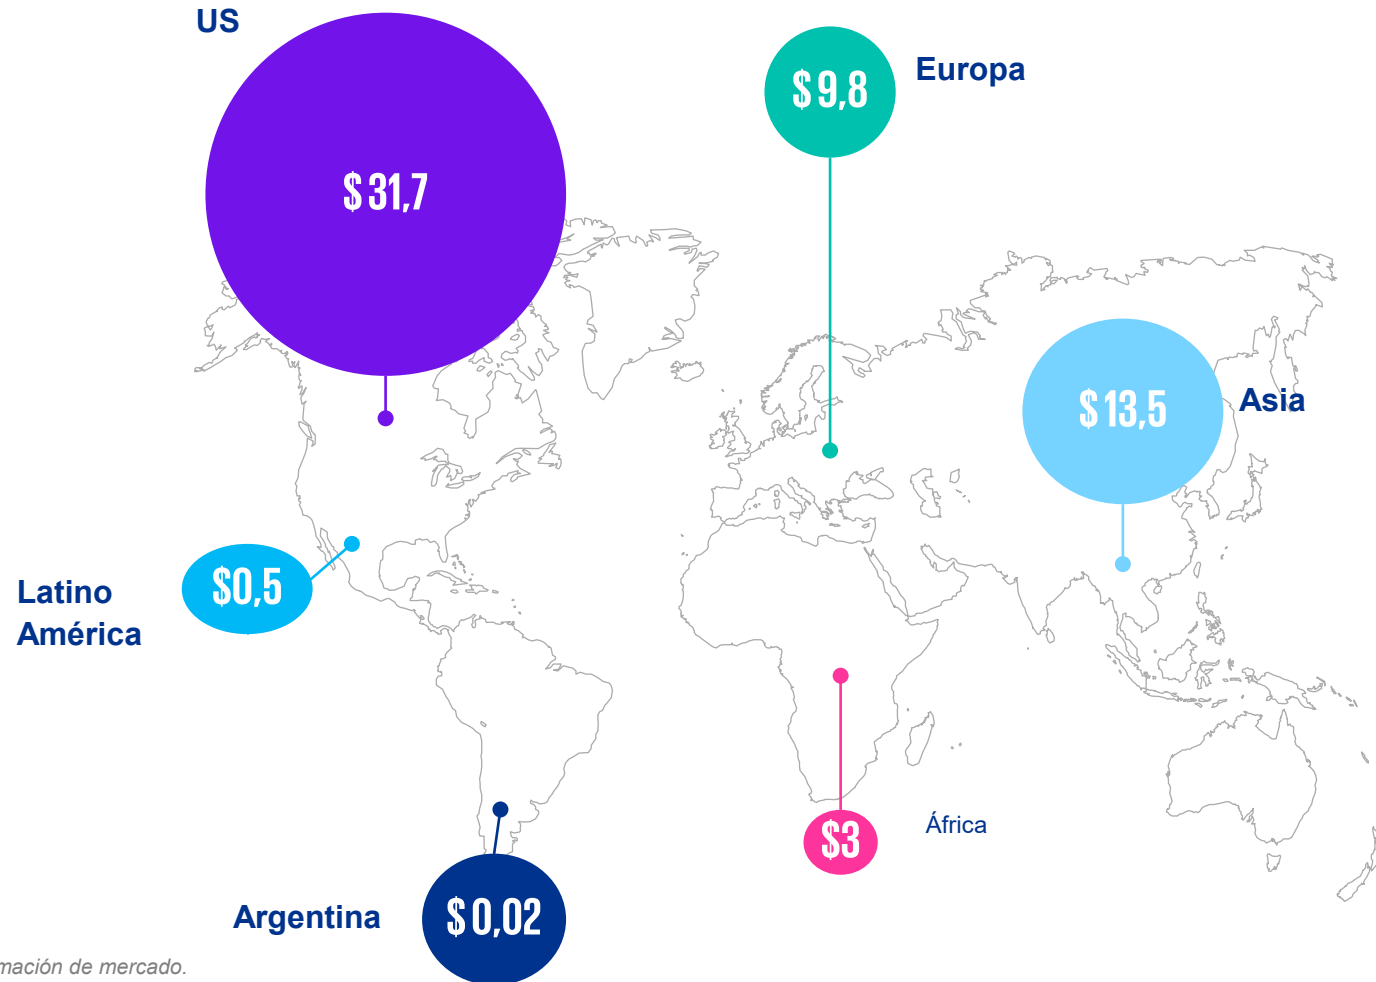 US
$ 31,7
$ 9,8
Europa
$ 13,5
Asia
$0,5
Latino
América
$3
África
Argentina
$ 0,02
mación de mercado.